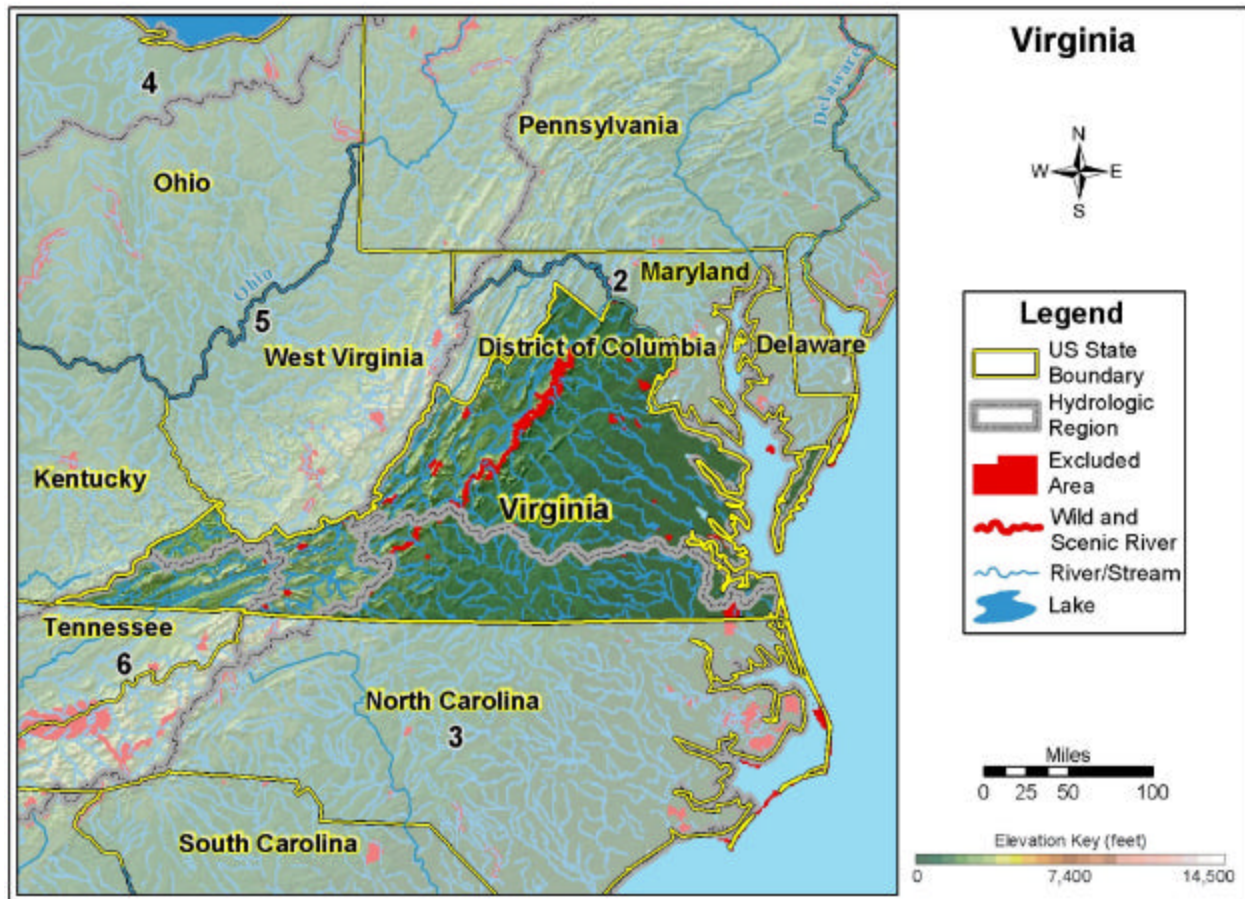 Virginia
N
W E
S
Legend
US State
Boundary
Hydrologic
Region
Excluded
Area
Wild and
Scenic River
River/Stream
Lake
Miles
0 25 50 100
Elevation Key (feet)
0 7,400 14,500
4
Delaware
Pennsylvania
Ohio
Maryland
2
Ohio
5
West Virginia
District of Columbia
Delaware
Kentucky
Virginia
Tennessee
6
North Carolina
3
South Carolina